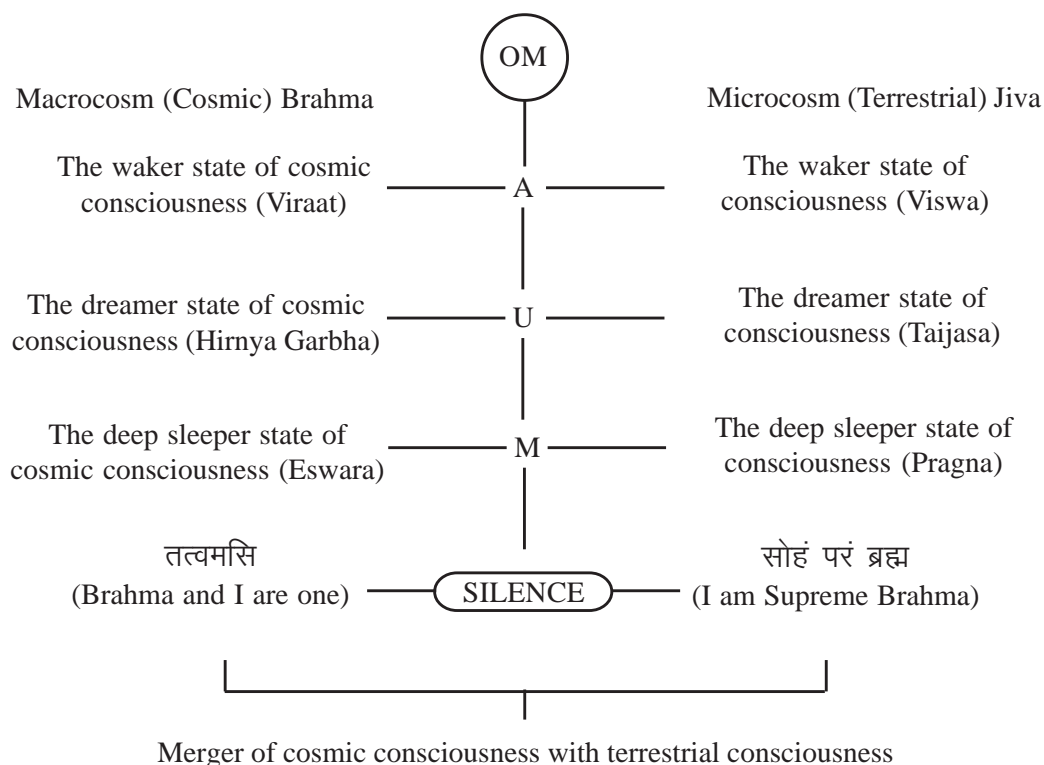 OM
Macrocosm (Cosmic) Brahma
Microcosm (Terrestrial) Jiva
The waker state of cosmic
consciousness (Viraat)
A
The waker state of
consciousness (Viswa)
The dreamer state of cosmic
consciousness (Hirnya Garbha)
U
The dreamer state of
consciousness (Taijasa)
The deep sleeper state of
cosmic consciousness (Eswara)
M
The deep sleeper state of
consciousness (Pragna)
तत्वमसि
(Brahma and I are one)
SILENCE
सोहं परं ब्रह्म
(I am Supreme Brahma)
Merger of cosmic consciousness with terrestrial consciousness